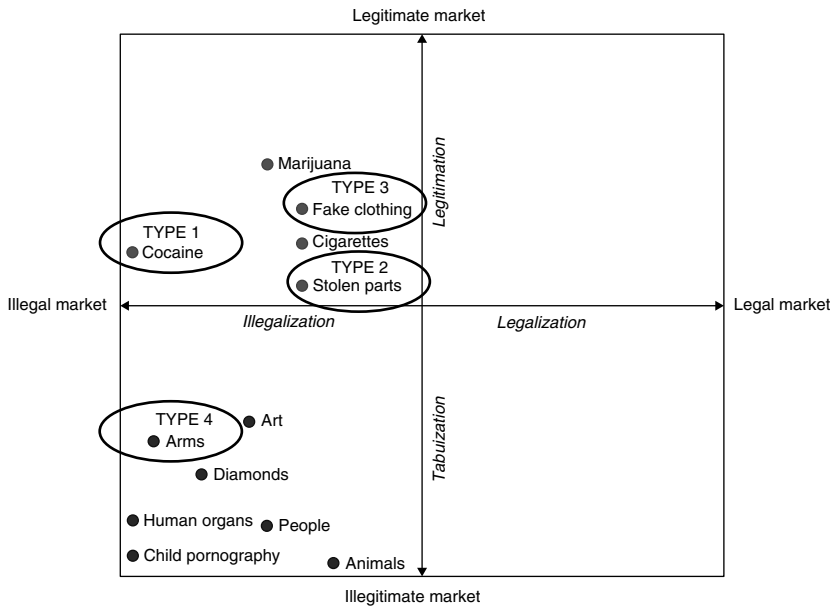 Legitimate market
Marijuana
Legitimation
TYPE 3
Fake clothing
TYPE 1
Cocaine
Cigarettes
TYPE 2
Stolen parts
Illegal market
Legal market
Illegalization
Legalization
TYPE 4
Art
Arms
Tabuization
Diamonds
Human organs
People
Child pornography
Animals
Illegitimate market